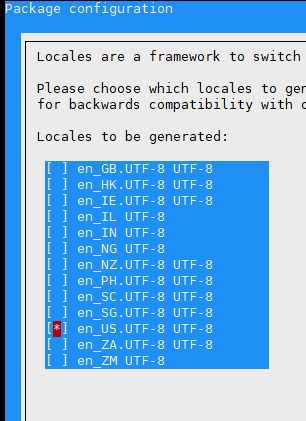 Package configuration
Locales are a framework to switch
Please choose which locales to gen
for backwards compatibility with o
Locales to be generated:
[ ] en_GB.UTF-8 UTF-8
[ ] en_HK.UTF-8 UTF-8
[ ] en_IE.UTF-8 UTF-8
[ ] en_IL UTF-8
[ ] en_IN UTF-8
[ ] en_NG UTF-8
[ ] en_NZ.UTF-8 UTF-8
[ ] en_PH.UTF-8 UTF-8
[ ] en_SC.UTF-8 UTF-8
[ ] en_SG.UTF-8 UTF-8
[*] en_US.UTF-8 UTF-8
[ ] en_ZA.UTF-8 UTF-8
[ ] en_ZM UTF-8